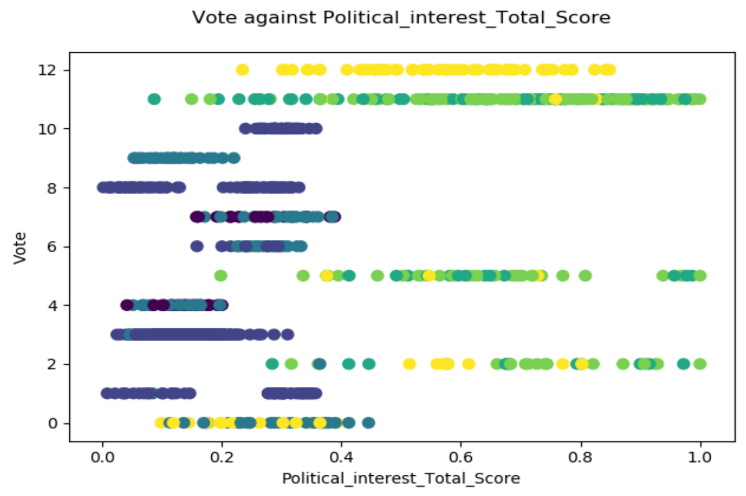 Vote against Political_interest_Total_Score
12
10
8
6
4
2
0
Vote
0.0 0.2 0.4 0.6 0.8 1.0
Political_interest_Total_Score